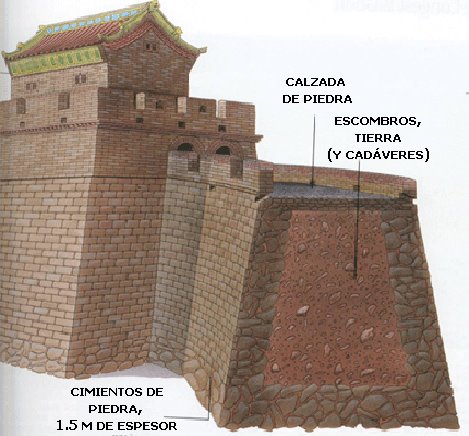 CALZADA
DE PIEDRA
ESCOMBROS,
TIERRA
(Y CADÁVERES)
CIMIENTOS DE
PIEDRA,
1.5 M DE ESPESOR